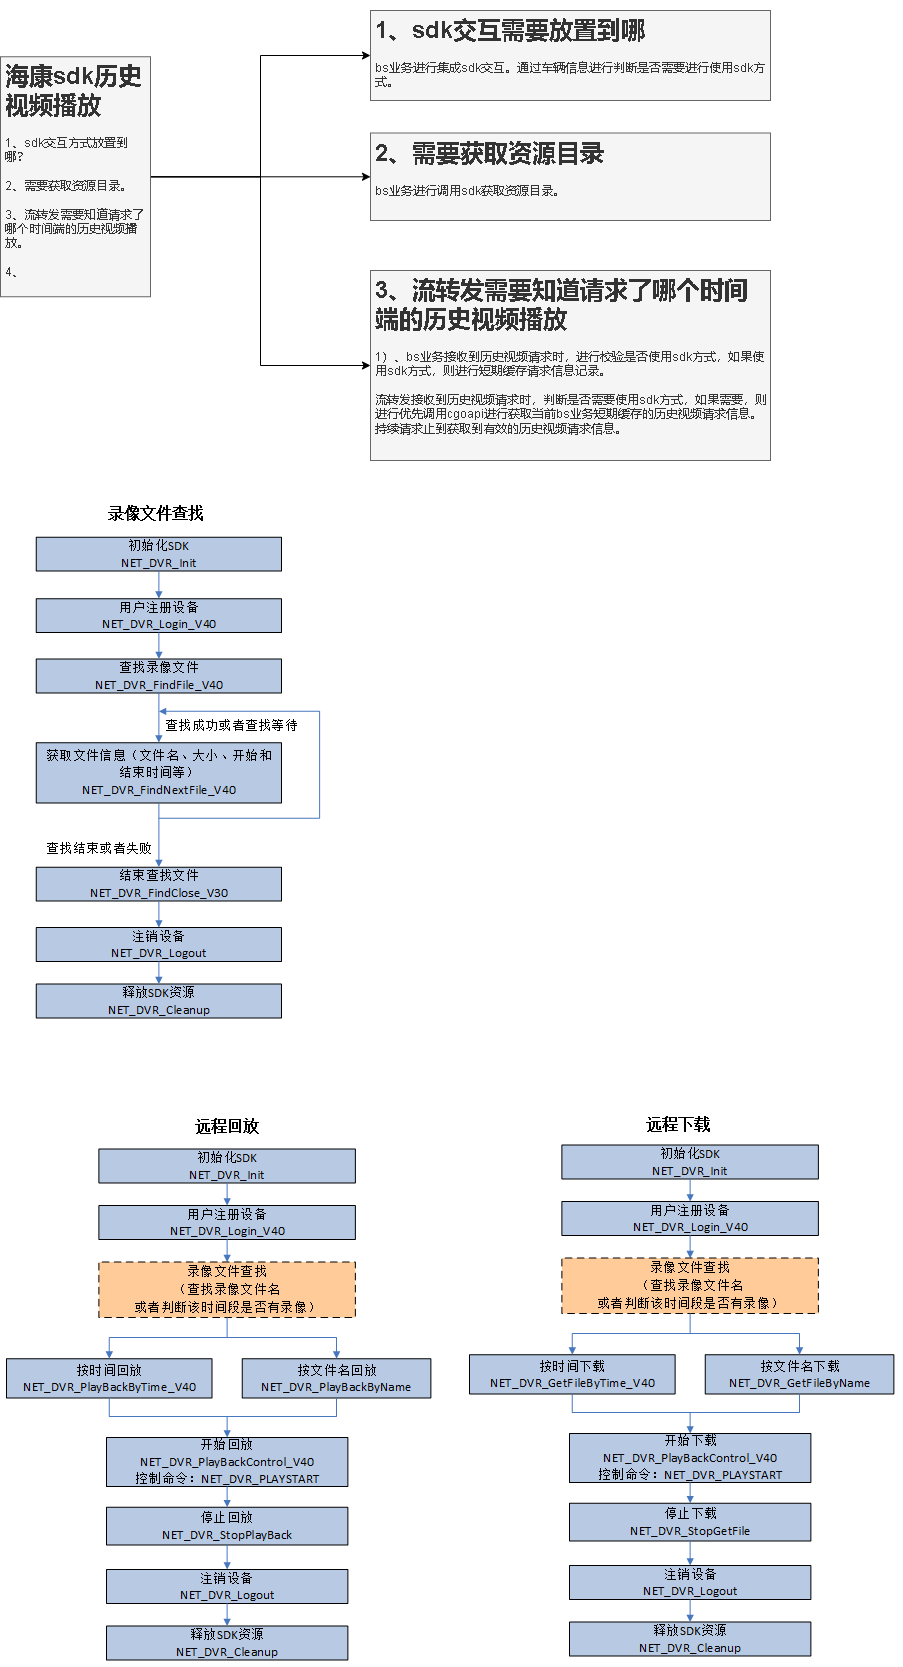 海康sdk历史
视频播放
1、sdk交互方式放置到
哪?
2、需要获取资源目录。
3、流转发需要知道请求了
哪个时间端的历史视频播
放。
4、
1、sdk交互需要放置到哪
bs业务进行集成sdk交互。通过车辆信息进行判断是否需要进行使用sdk方
式。
2、需要获取资源目录
bs业务进行调用sdk获取资源目录。
3、流转发需要知道请求了哪个时间
端的历史视频播放
1）、bs业务接收到历史视频请求时，进行校验是否使用sdk方式，如果使
用sdk方式，则进行短期缓存请求信息记录。
流转发接收到历史视频请求时，判断是否需要使用sdk方式，如果需要，则
进行优先调用cgoapi进行获取当前bs业务短期缓存的历史视频请求信息。
持续请求止到获取到有效的历史视频请求信息。
录像文件查找
初始化SDK
NET_DVR_Init
用户注册设备
NET_DVR_Login_V40
查找录像文件
NET_DVR_FindFile_V40
查找成功或者查找等待
获取文件信息（文件名、大小、开始和
结束时间等）
NET_DVR_FindNextFile_V40
查找结束或者失败
结束查找文件
NET_DVR_FindClose_V30
注销设备
NET_DVR_Logout
释放SDK资源
NET_DVR_Cleanup
远程回放
初始化SDK
NET_DVR_Init
用户注册设备
NET_DVR_Login_V40
录像文件查找
（查找录像文件名
或者判断该时间段是否有录像）
按时间回放
NET_DVR_PlayBackByTime_V40
按文件名回放
NET_DVR_PlayBackByName
开始回放
NET_DVR_PlayBackControl_V40
控制命令：NET_DVR_PLAYSTART
停止回放
NET_DVR_StopPlayBack
注销设备
NET_DVR_Logout
释放SDK资源
NET_DVR_Cleanup
远程下载
初始化SDK
NET_DVR_Init
用户注册设备
NET_DVR_Login_V40
录像文件查找
（查找录像文件名
或者判断该时间段是否有录像）
按时间下载
NET_DVR_GetFileByTime_V40
按文件名下载
NET_DVR_GetFileByName
开始下载
NET_DVR_PlayBackControl_V40
控制命令：NET_DVR_PLAYSTART
停止下载
NET_DVR_StopGetFile
注销设备
NET_DVR_Logout
释放SDK资源
NET_DVR_Cleanup